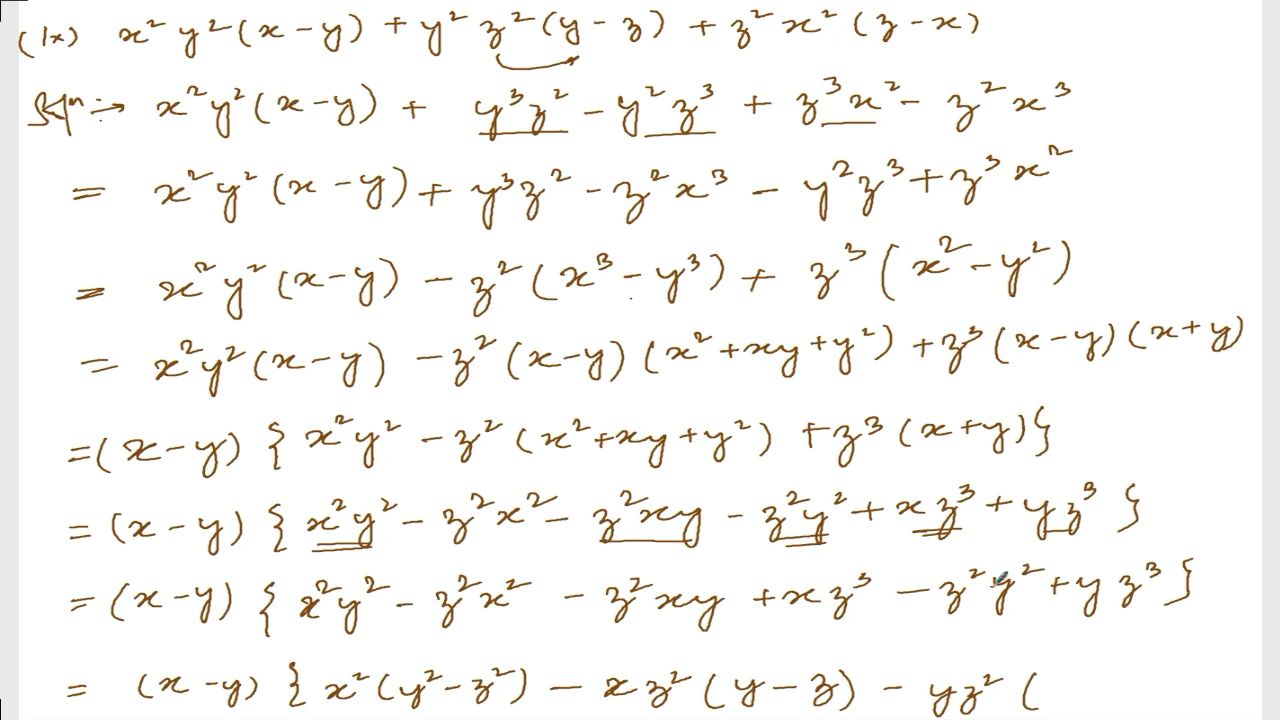 (ix) x²y²(x-y) + y²z²(y-z) + z²x²(z-x)
Solⁿ :→ x²y²(x-y) + y³z² - y²z³ + z³x² - z²x³
= x²y²(x-y) + y³z² - z²x³ - y²z³ + z³x²
= x²y²(x-y) - z²(x³-y³) + z³(x²-y²)
= x²y²(x-y) - z²(x-y)(x²+xy+y²) + z³(x-y)(x+y)
= (x-y) { x²y² - z²(x²+xy+y²) + z³(x+y) }
= (x-y) { x²y² - z²x² - z²xy - z²y² + xz³ + yz³ }
= (x-y) { x²y² - z²x² - z²xy + xz³ - z²y² + yz³ }
= (x-y) { x²(y²-z²) - xz²(y-z) - yz²(